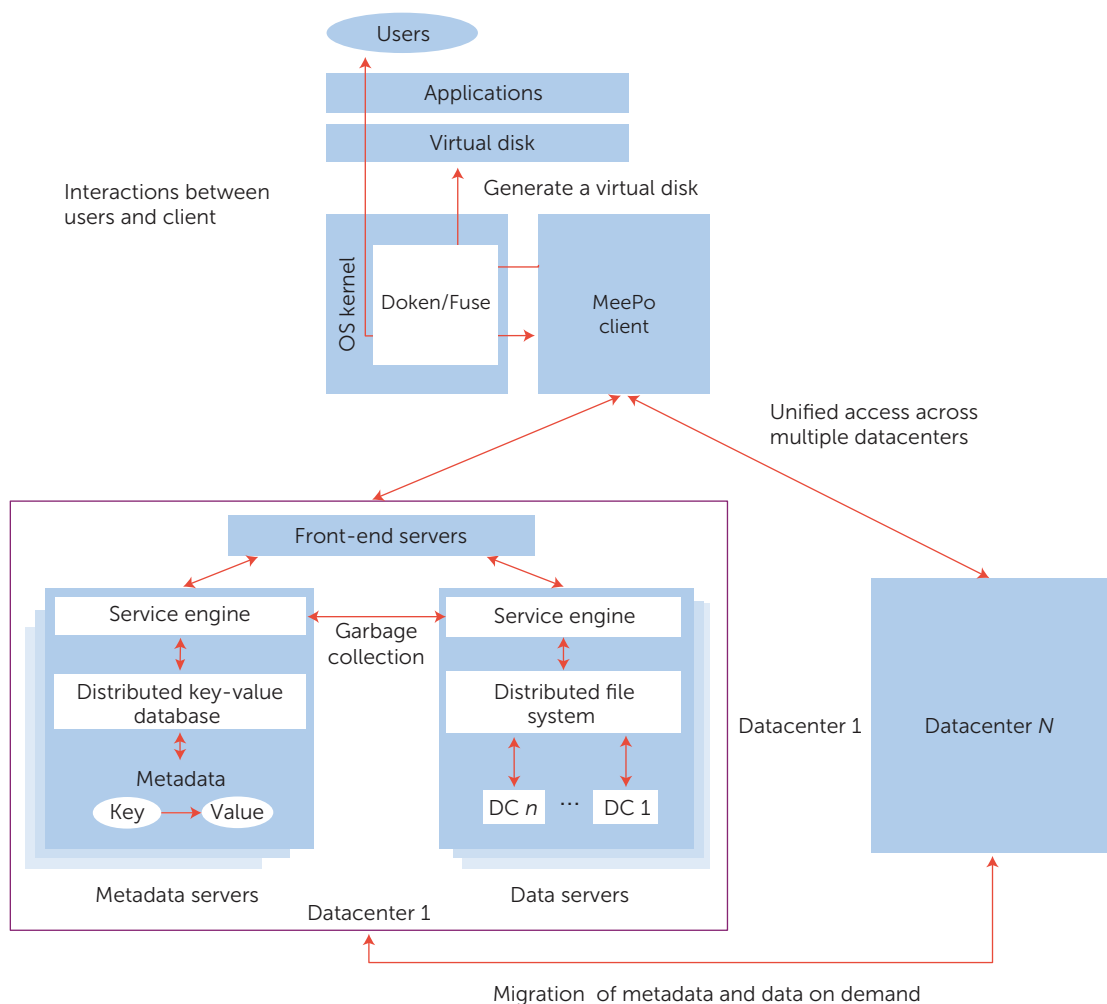 Users
Applications
Virtual disk
Interactions between
users and client
Generate a virtual disk
OS kernel
Doken/Fuse
MeePo
client
Unified access across
multiple datacenters
Front-end servers
Service engine
Service engine
Garbage
collection
Distributed key-value
database
Distributed file
system
Datacenter 1
Datacenter N
Metadata
Key
Value
DC n
...
DC 1
Metadada servers
Data servers
Datacenter 1
Migration of metadata and data on demand